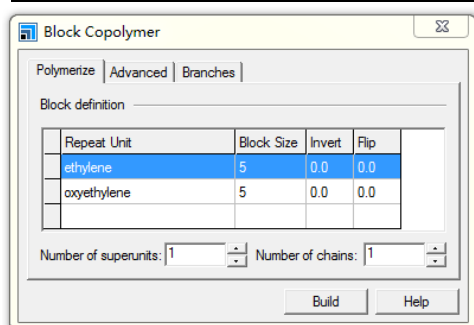 Block Copolymer
Polymerize Advanced Branches
Block definition
Repeat Unit Block Size Invert Flip
ethylene 5 0.0 0.0
oxyethylene 5 0.0 0.0
Number of superunits: 1 Number of chains: 1
Build Help